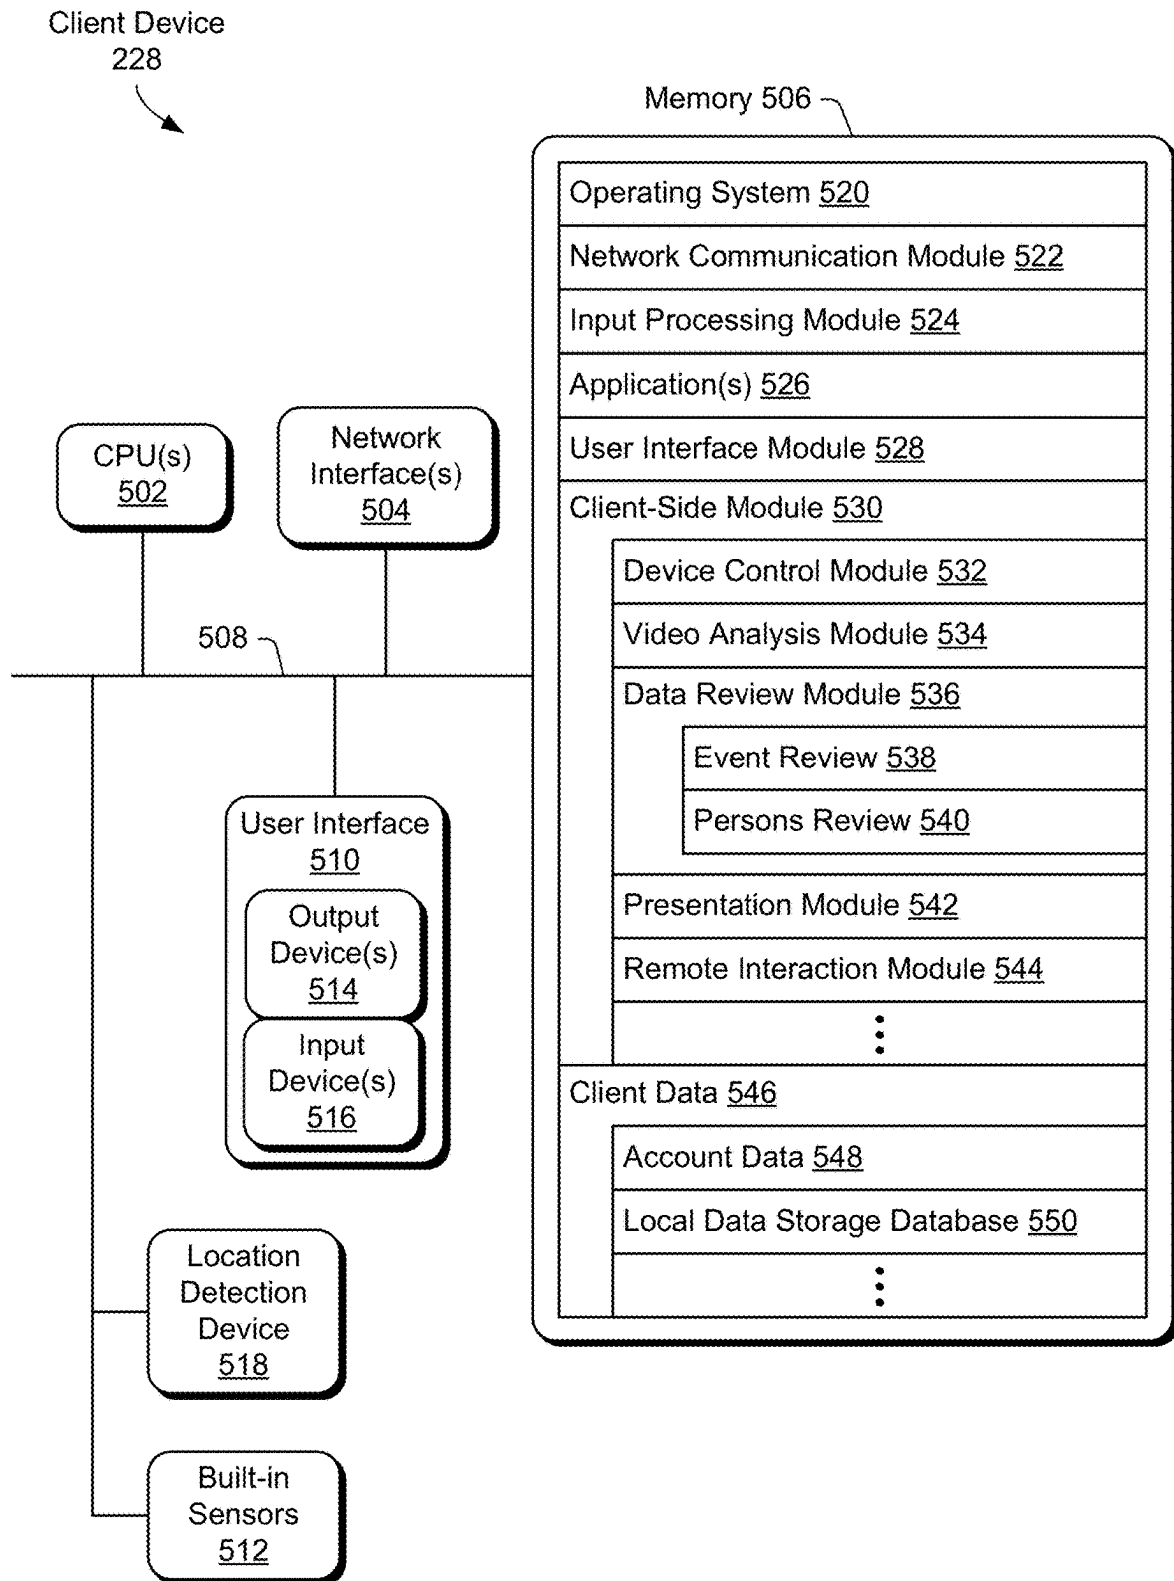 Client Device
228
Memory 506
Operating System 520
Network Communication Module 522
Input Processing Module 524
Application(s) 526
User Interface Module 528
Client-Side Module 530
Device Control Module 532
Video Analysis Module 534
Data Review Module 536
Event Review 538
Persons Review 540
Presentation Module 542
Remote Interaction Module 544
Client Data 546
Account Data 548
Local Data Storage Database 550
CPU(s)
502
Network
Interface(s)
504
508
User Interface
510
Output
Device(s)
514
Input
Device(s)
516
Location
Detection
Device
518
Built-in
Sensors
512